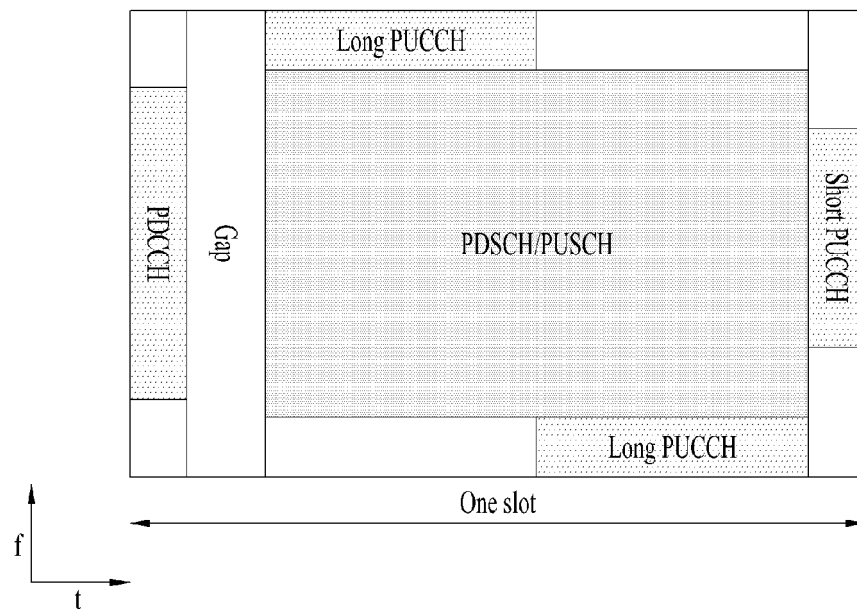 Long PUCCH
PDCCH
Gap
PDSCH/PUSCH
Short PUCCH
Long PUCCH
One slot
f
t